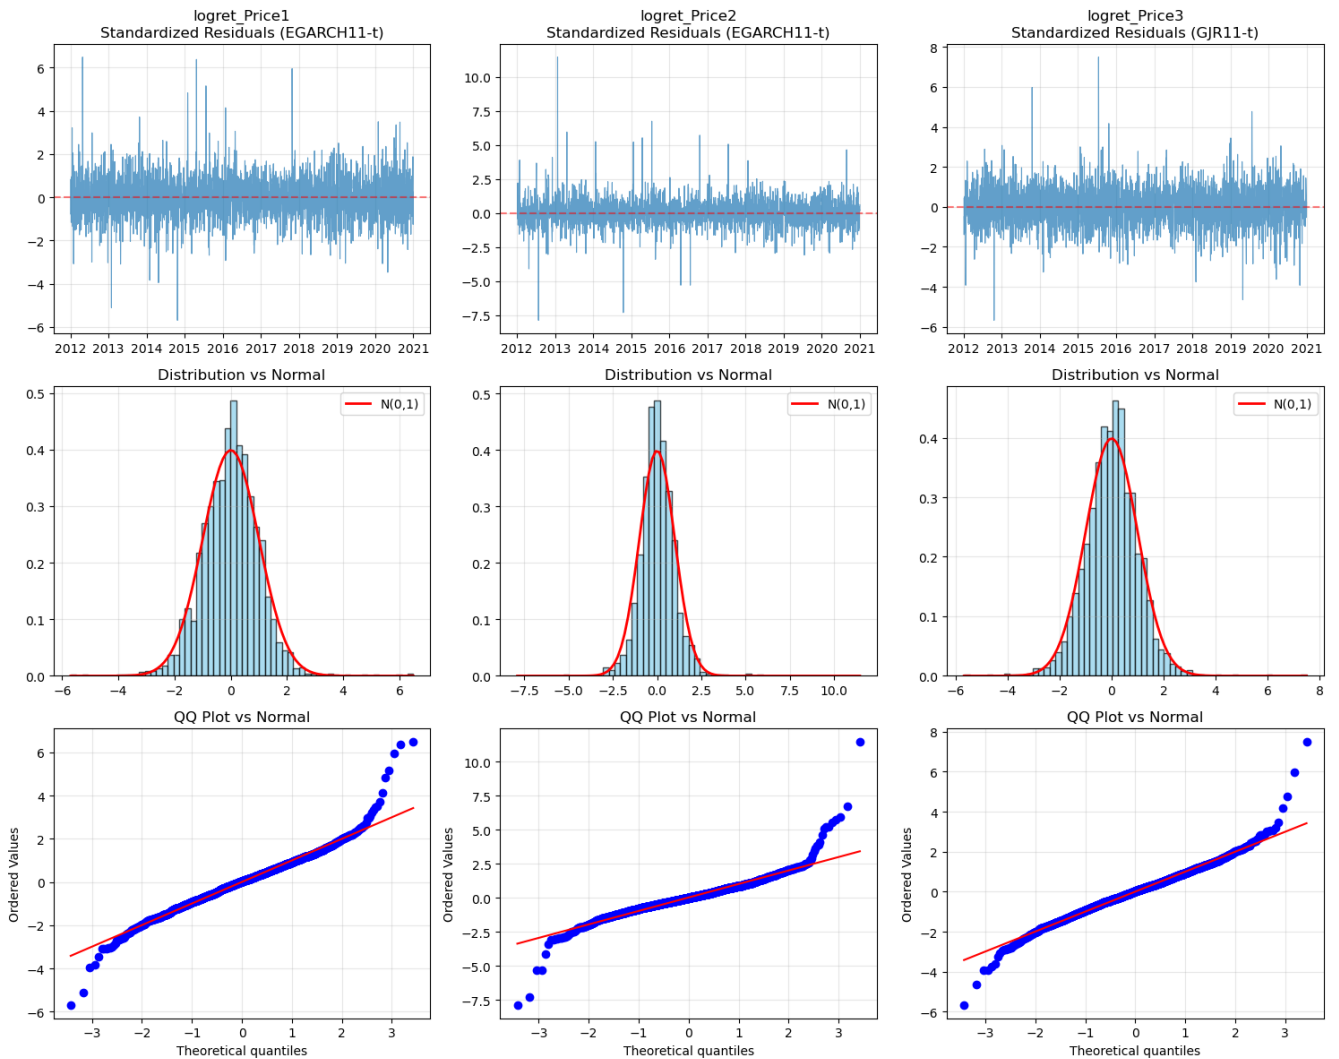 logret_Price1
Standardized Residuals (EGARCH11-t)
6
4
2
0
−2
−4
−6
2012 2013 2014 2015 2016 2017 2018 2019 2020 2021
logret_Price2
Standardized Residuals (EGARCH11-t)
10.0
7.5
5.0
2.5
0.0
−2.5
−5.0
−7.5
2012 2013 2014 2015 2016 2017 2018 2019 2020 2021
logret_Price3
Standardized Residuals (GJR11-t)
8
6
4
2
0
−2
−4
−6
2012 2013 2014 2015 2016 2017 2018 2019 2020 2021
Distribution vs Normal
N(0,1)
0.5
0.4
0.3
0.2
0.1
0.0
−6 −4 −2 0 2 4 6
Distribution vs Normal
N(0,1)
0.5
0.4
0.3
0.2
0.1
0.0
−7.5 −5.0 −2.5 0.0 2.5 5.0 7.5 10.0
Distribution vs Normal
N(0,1)
0.4
0.3
0.2
0.1
0.0
−6 −4 −2 0 2 4 6 8
QQ Plot vs Normal
Ordered Values
6
4
2
0
−2
−4
−6
−3 −2 −1 0 1 2 3
Theoretical quantiles
QQ Plot vs Normal
Ordered Values
10.0
7.5
5.0
2.5
0.0
−2.5
−5.0
−7.5
−3 −2 −1 0 1 2 3
Theoretical quantiles
QQ Plot vs Normal
Ordered Values
8
6
4
2
0
−2
−4
−6
−3 −2 −1 0 1 2 3
Theoretical quantiles